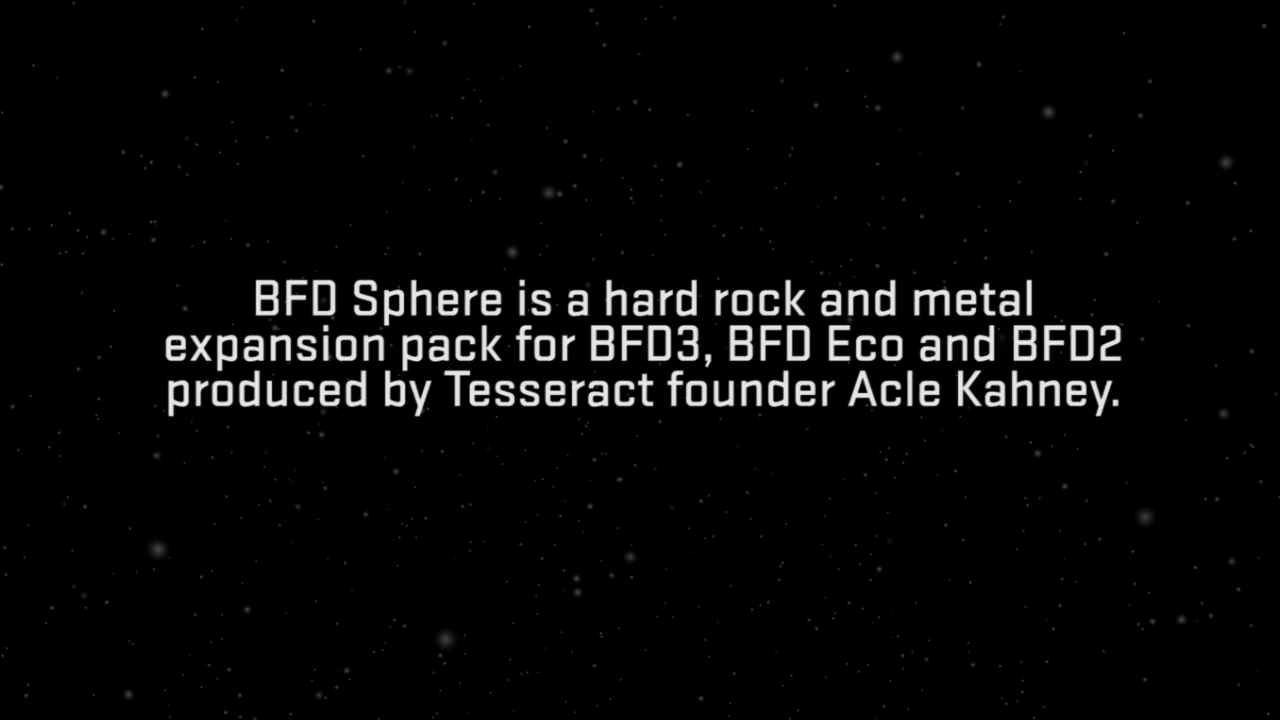 BFD Sphere is a hard rock and metal
expansion pack for BFD3, BFD Eco and BFD2
produced by Tesseract founder Acle Kahney.